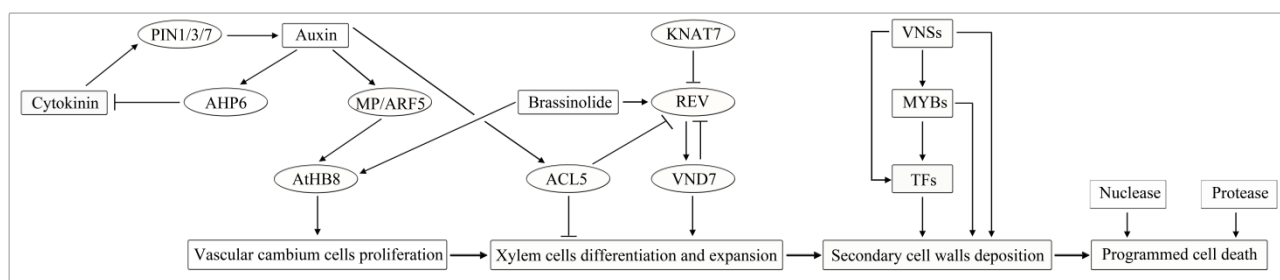 PIN1/3/7
Auxin
KNAT7
VNSs
Cytokinin
AHP6
MP/ARF5
Brassinolide
REV
MYBs
AtHB8
ACL5
VND7
TFs
Nuclease
Protease
Vascular cambium cells proliferation
Xylem cells differentiation and expansion
Secondary cell walls deposition
Programmed cell death